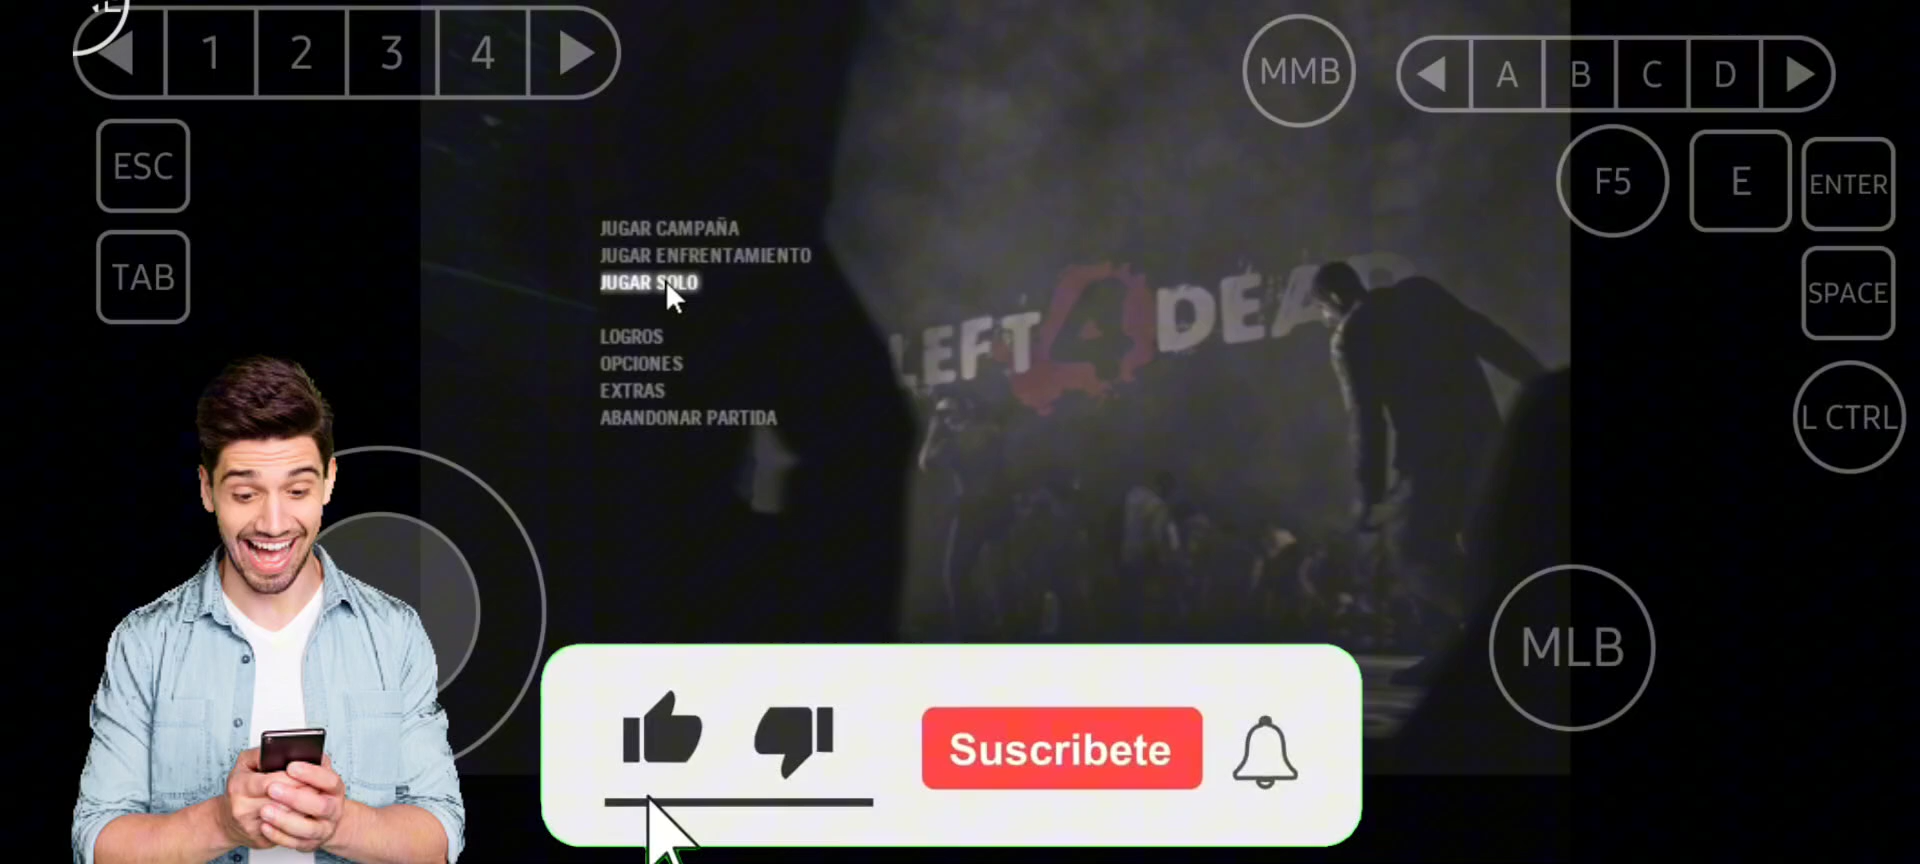 1 2 3 4
MMB
A B C D
ESC
F5
E
ENTER
TAB
SPACE
L CTRL
JUGAR CAMPAÑA
JUGAR ENFRENTAMIENTO
JUGAR SOLO
LOGROS
OPCIONES
EXTRAS
ABANDONAR PARTIDA
LEFT 4 DEAD
MLB
Suscribete